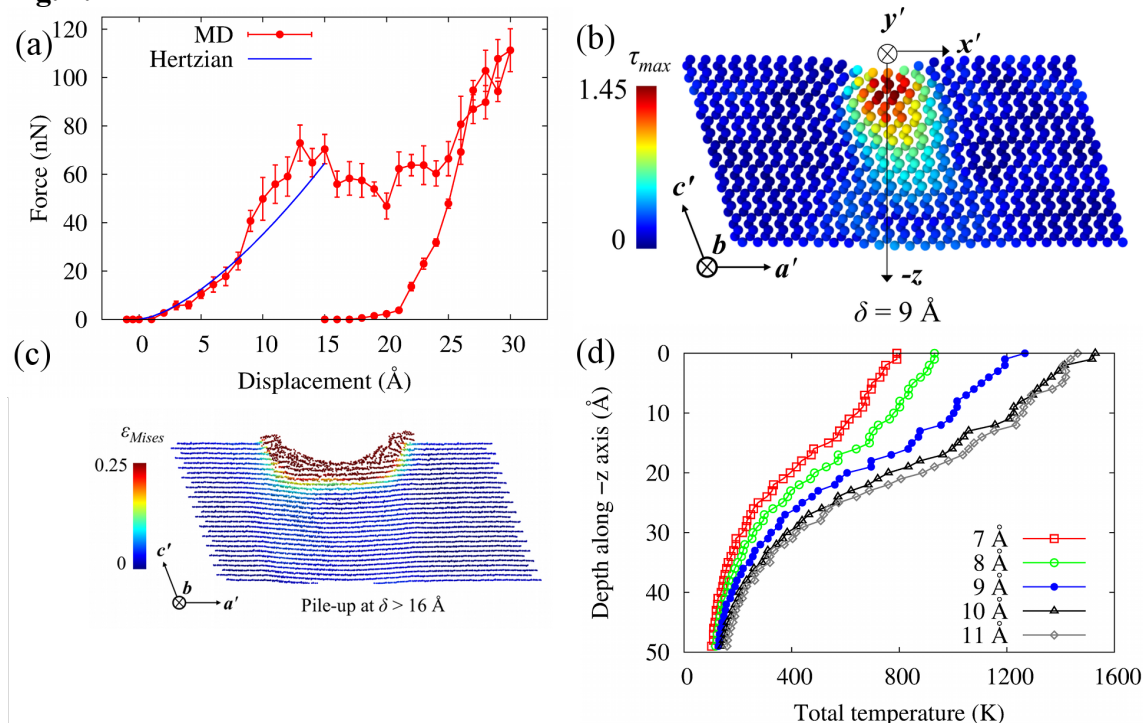 (a)
120
100
80
60
40
20
0
Force (nN)
MD
Hertzian
0 5 10 15 20 25 30
Displacement (Å)
(b)
y'
x'
τmax
1.45
0
c'
b
a'
-z
δ = 9 Å
(c)
εMises
0.25
0
c'
b
a'
Pile-up at δ > 16 Å
(d)
0
10
20
30
40
50
Depth along −z axis (Å)
7 Å
8 Å
9 Å
10 Å
11 Å
0 400 800 1200 1600
Total temperature (K)